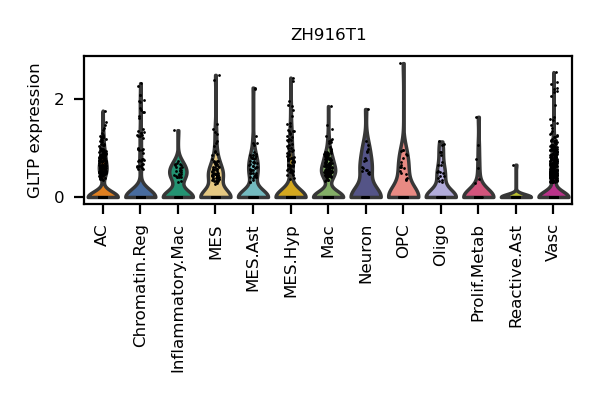 ZH916T1
GLTP expression
2
0
AC
Chromatin.Reg
Inflammatory.Mac
MES
MES.Ast
MES.Hyp
Mac
Neuron
OPC
Oligo
Prolif.Metab
Reactive.Ast
Vasc